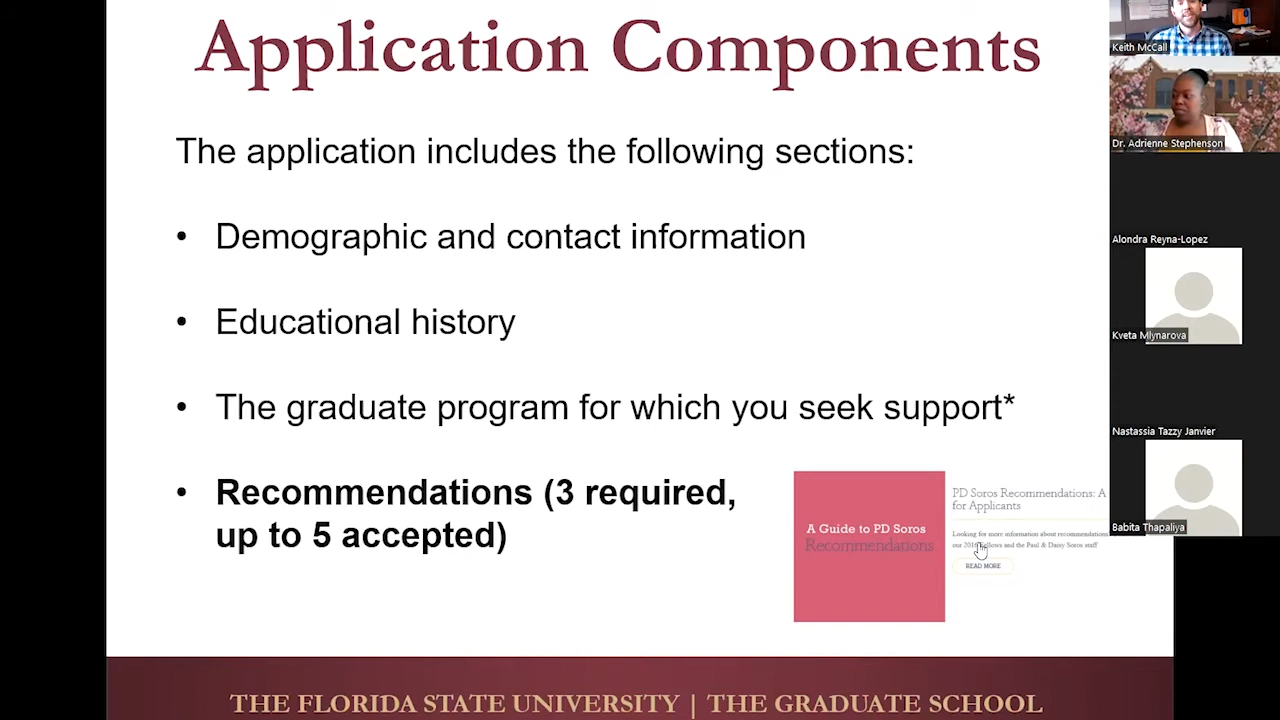 Application Components
The application includes the following sections:
• Demographic and contact information
• Educational history
• The graduate program for which you seek support*
• Recommendations (3 required,
up to 5 accepted)
A Guide to PD Soros
Recommendations
PD Soros Recommendations: A
for Applicants
Looking for more information about recommendations
our 2016 Fellows and the Paul & Daisy Soros staff
READ MORE
THE FLORIDA STATE UNIVERSITY | THE GRADUATE SCHOOL
Keith McCall
Dr. Adrienne Stephenson
Alondra Reyna-Lopez
Kveta Mlynarova
Nastassia Tazzy Janvier
Babita Thapaliya